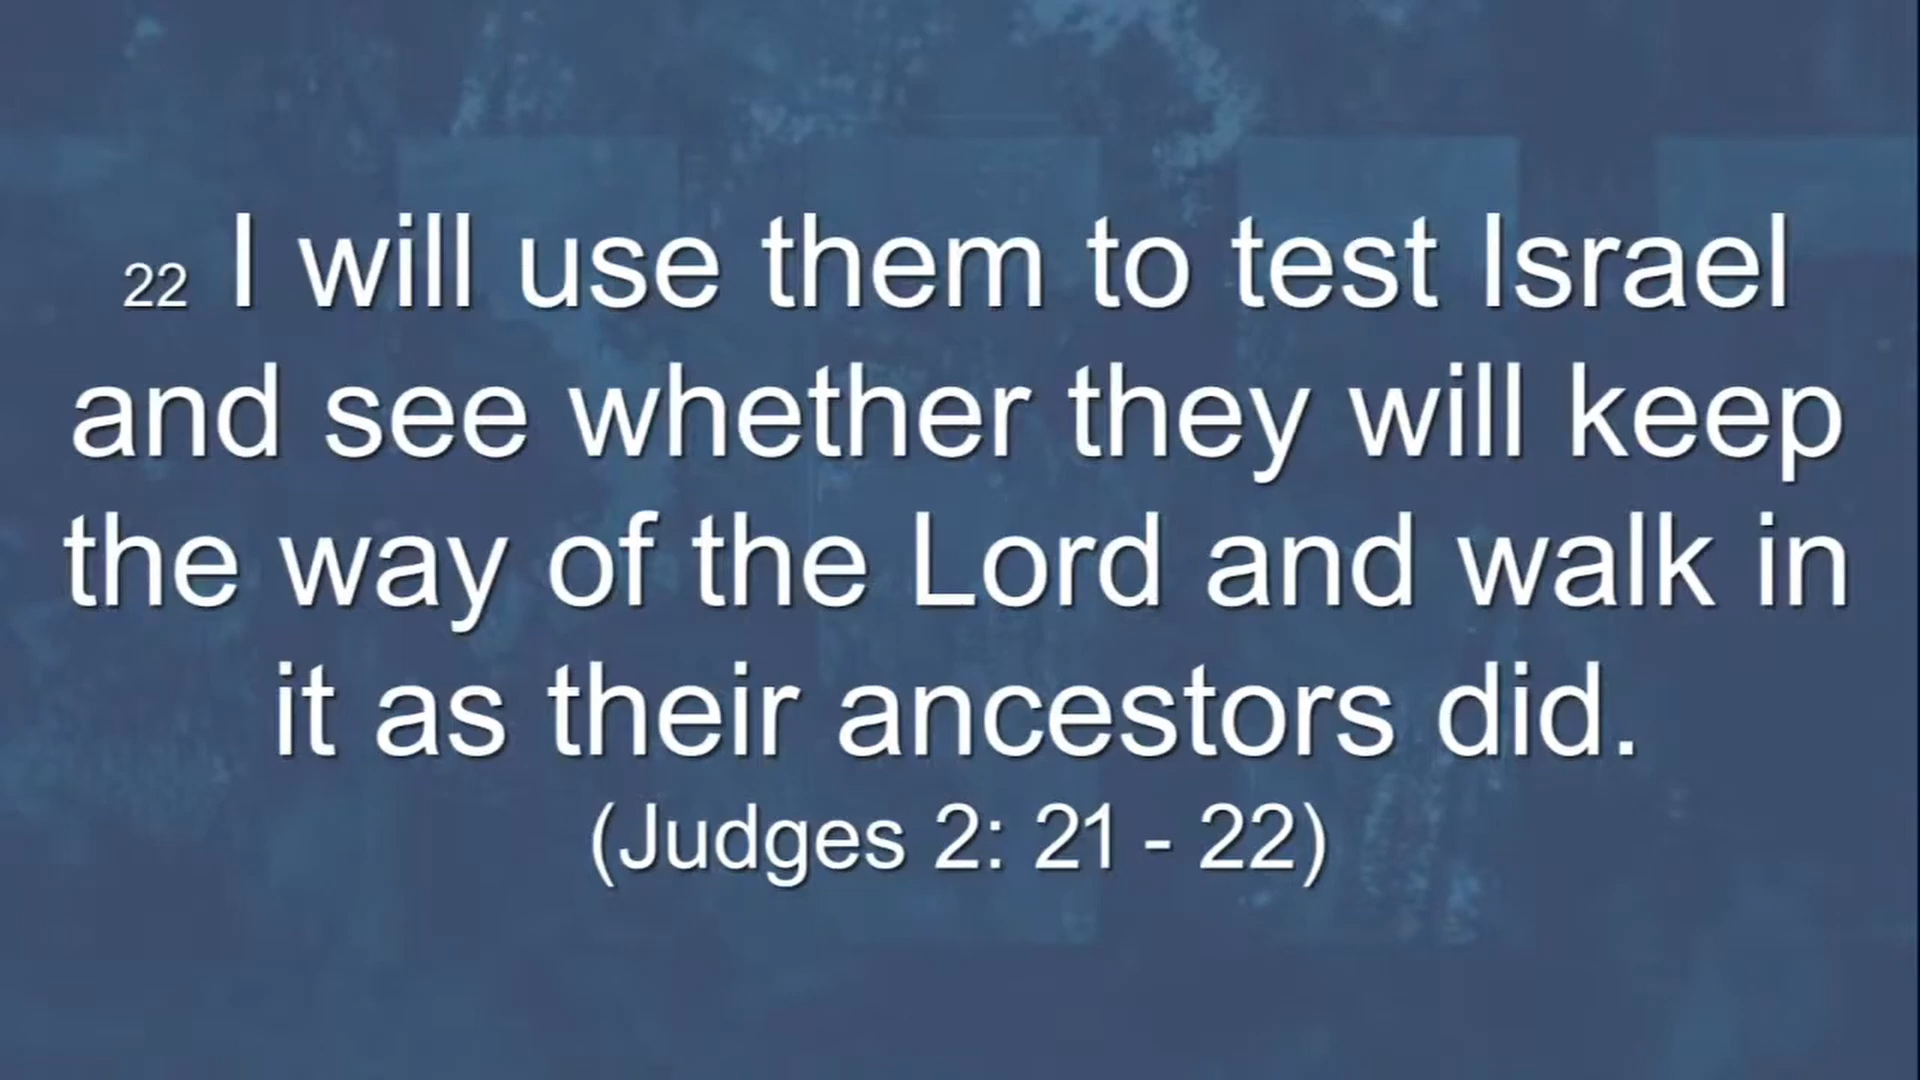 22 I will use them to test Israel
and see whether they will keep
the way of the Lord and walk in
it as their ancestors did.
(Judges 2: 21 - 22)